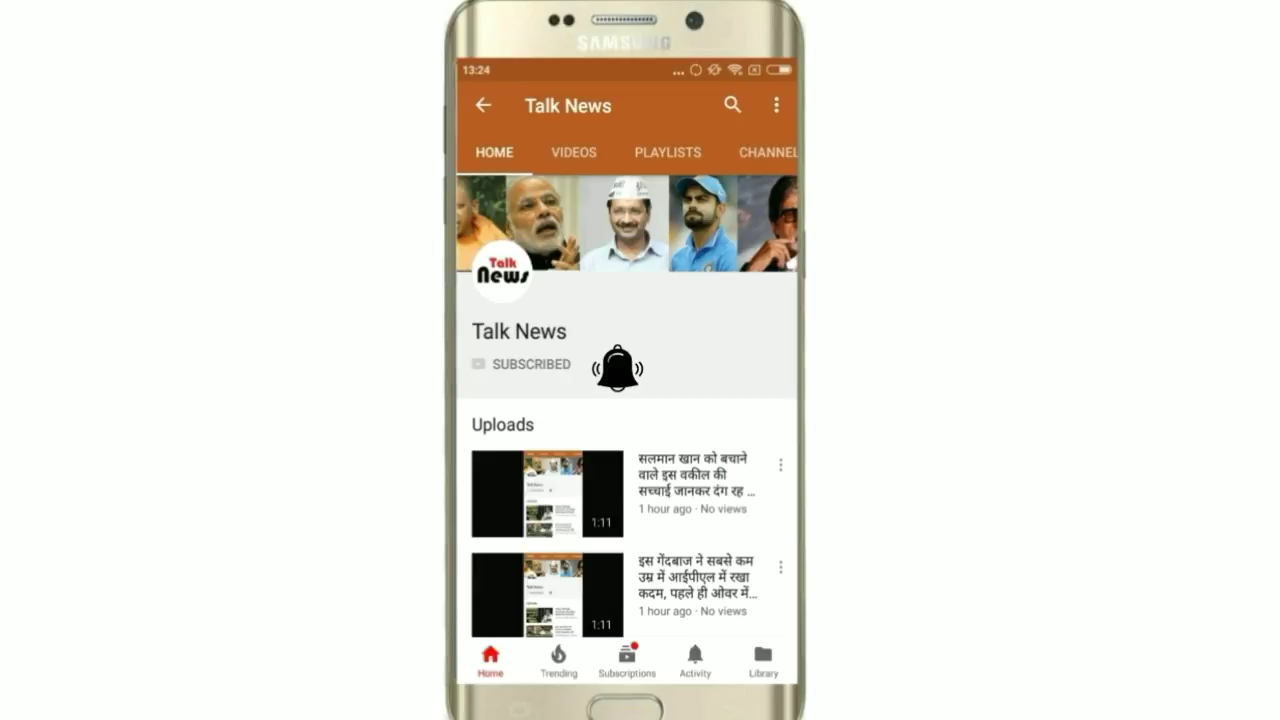 SAMSUNG
13:24
Talk News
HOME VIDEOS PLAYLISTS CHANNEL
Talk
News
Talk News
SUBSCRIBED
Uploads
सलमान खान को बचाने
वाले इस वकील की
सच्चाई जानकर दंग रह ...
1 hour ago · No views
1:11
इस गेंदबाज ने सबसे कम
उम्र में आईपीएल में रखा
कदम, पहले ही ओवर में...
1 hour ago · No views
1:11
Home Trending Subscriptions Activity Library